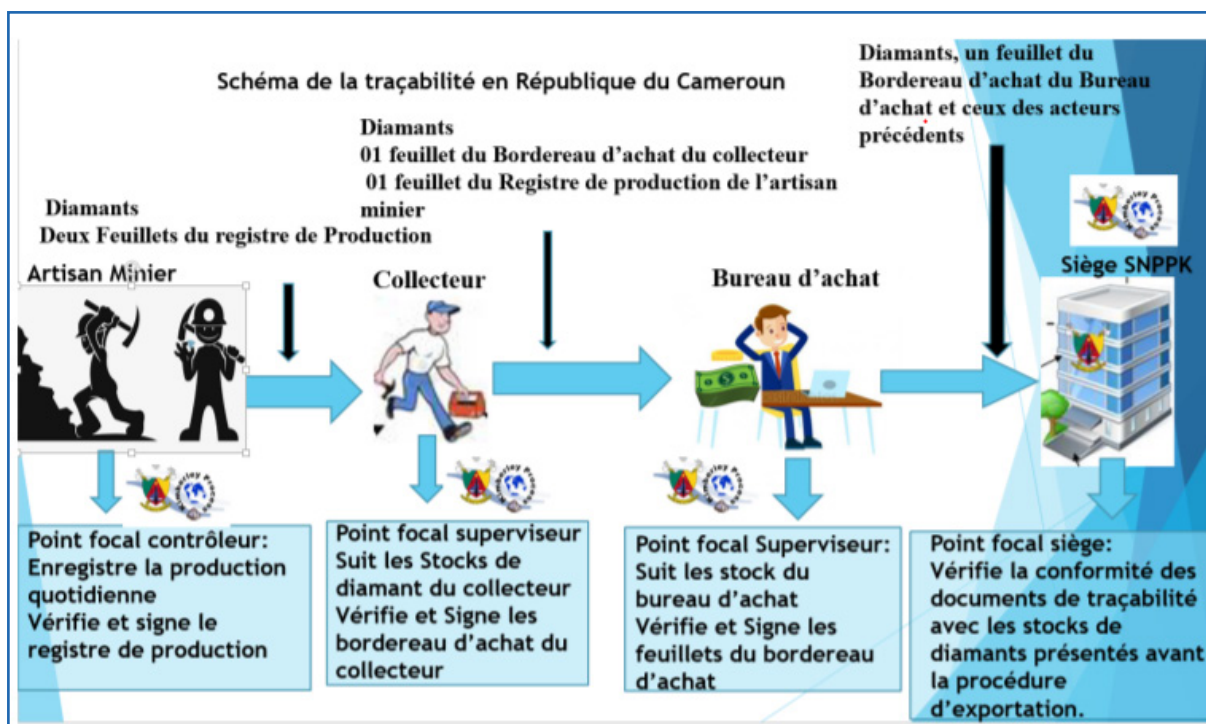 Schéma de la traçabilité en République du Cameroun
Diamants, un feuillet du
Bordereau d'achat du Bureau
d'achat et ceux des acteurs
précédents
Diamants
01 feuillet du Bordereau d'achat du collecteur
01 feuillet du Registre de production de l'artisan
minier
Diamants
Deux Feuillets du registre de Production
Artisan Minier
Collecteur
Bureau d'achat
Siège SNPPK
Point focal contrôleur:
Enregistre la production
quotidienne
Vérifie et signe le
registre de production
Point focal superviseur
Suit les Stocks de
diamant du collecteur
Vérifie et Signe les
bordereau d'achat du
collecteur
Point focal Superviseur:
Suit les stock du
bureau d'achat
Vérifie et Signe les
feuillets du bordereau
d'achat
Point focal siège:
Vérifie la conformité des
documents de traçabilité
avec les stocks de
diamants présentés avant
la procédure
d'exportation.